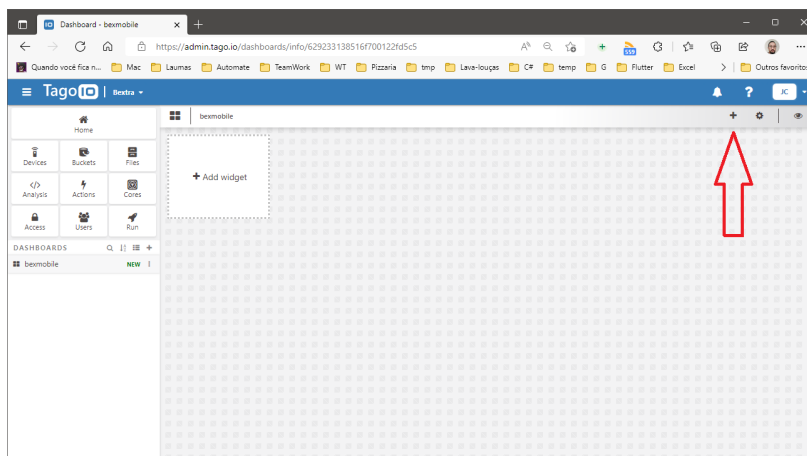 Dashboard - bexmobile
https://admin.tago.io/dashboards/info/629233138516f700122fd5c5
Quando você fica n... Mac Laumas Automate TeamWork WT Pizzaria tmp Lava-louças C# temp G Flutter Excel Outros favoritos
559
TagoIO Bextra JC
Home
bexmobile
Devices Buckets Files
Analysis Actions Cores
Access Users Run
+ Add widget
DASHBOARDS
bexmobile NEW